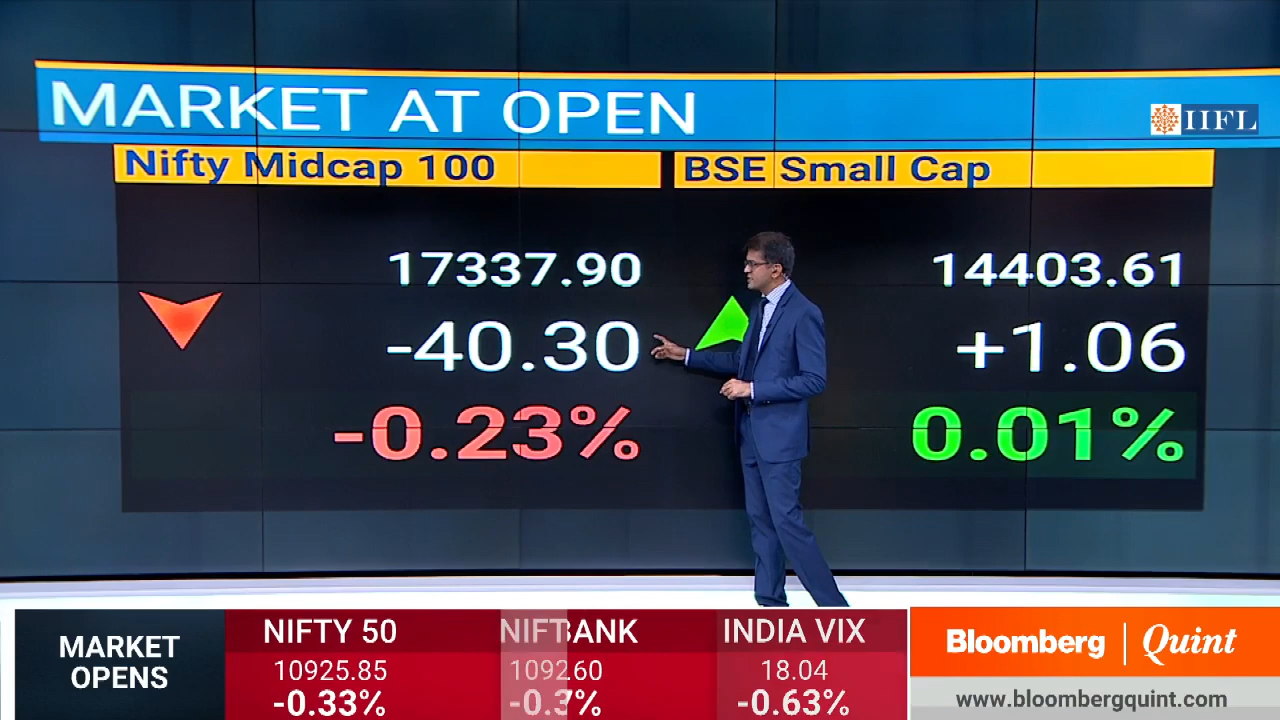 MARKET AT OPEN
IIFL
Nifty Midcap 100
BSE Small Cap
17337.90
14403.61
-40.30
+1.06
-0.23%
0.01%
MARKET
OPENS
NIFTY 50
10925.85
-0.33%
INDIA VIX
18.04
-0.63%
Bloomberg | Quint
www.bloombergquint.com